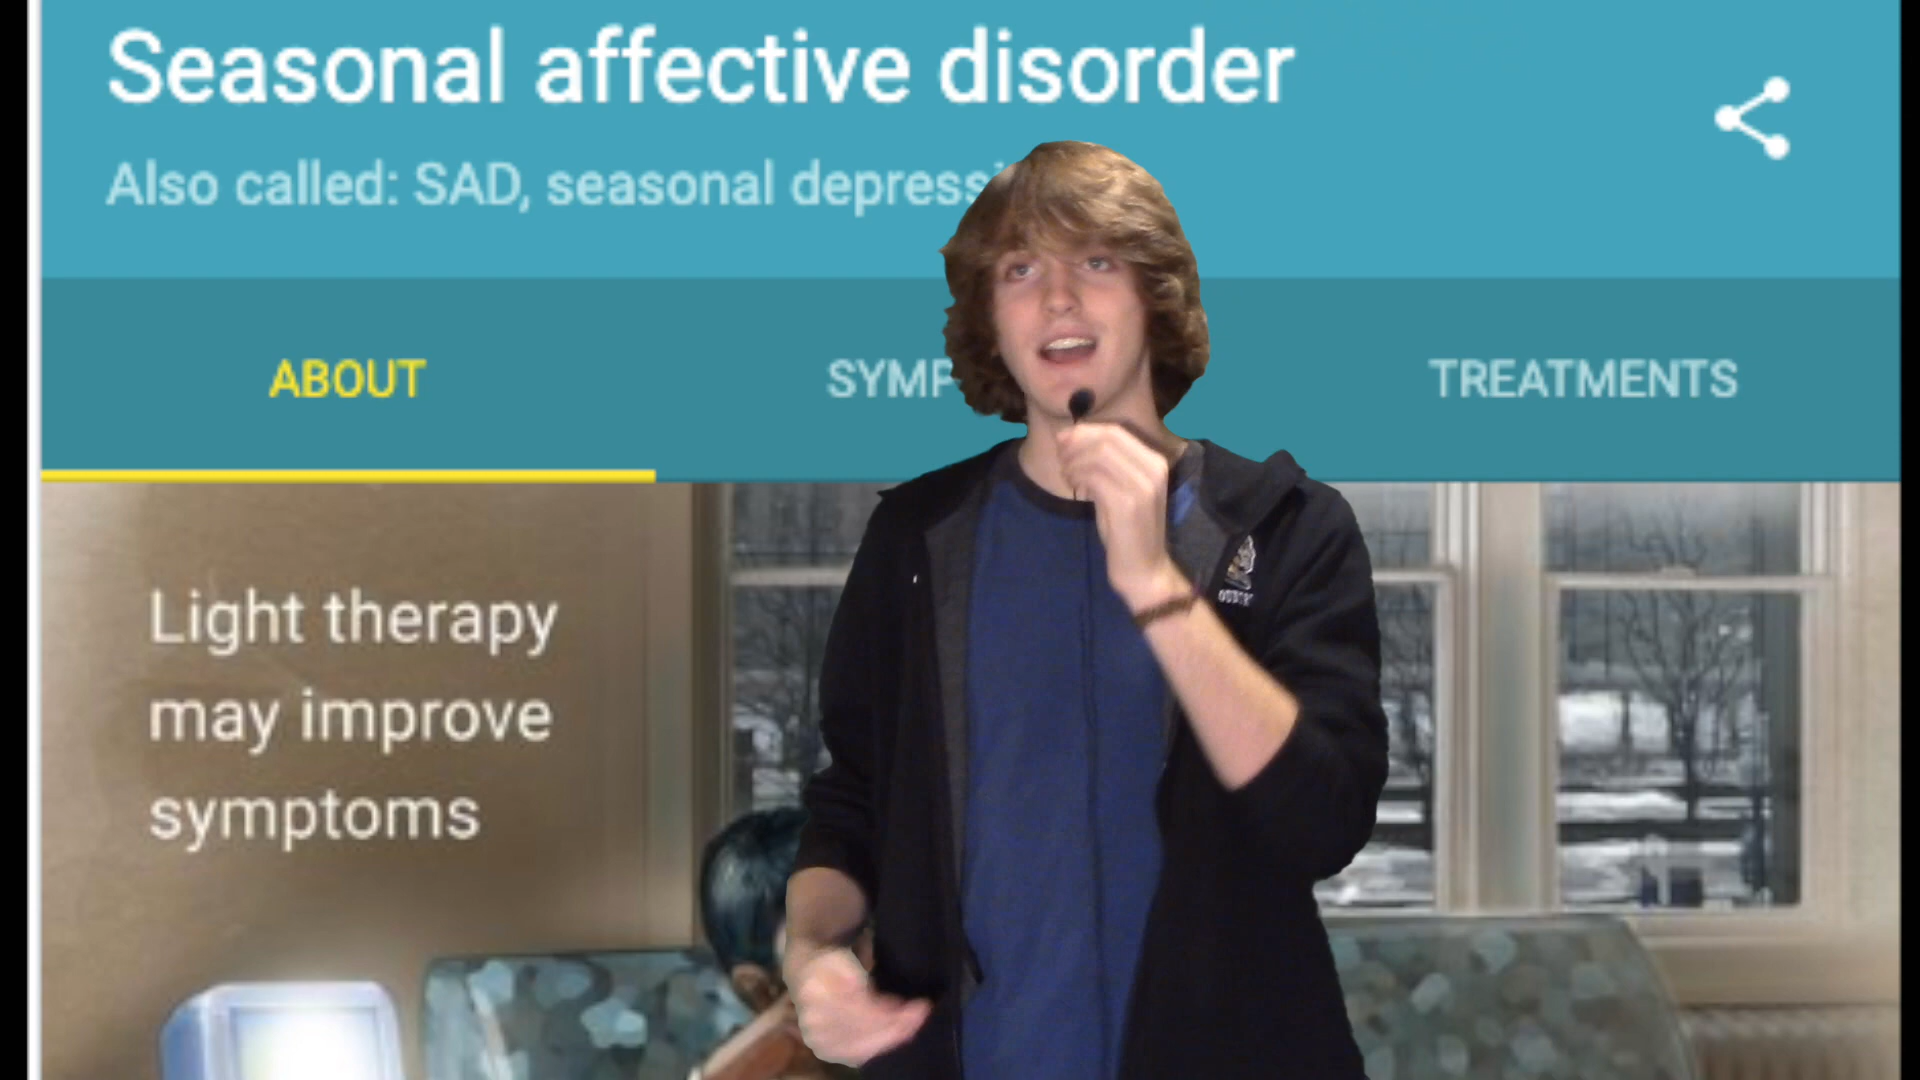 Seasonal affective disorder
Also called: SAD, seasonal depress
ABOUT
SYMP
TREATMENTS
Light therapy
may improve
symptoms